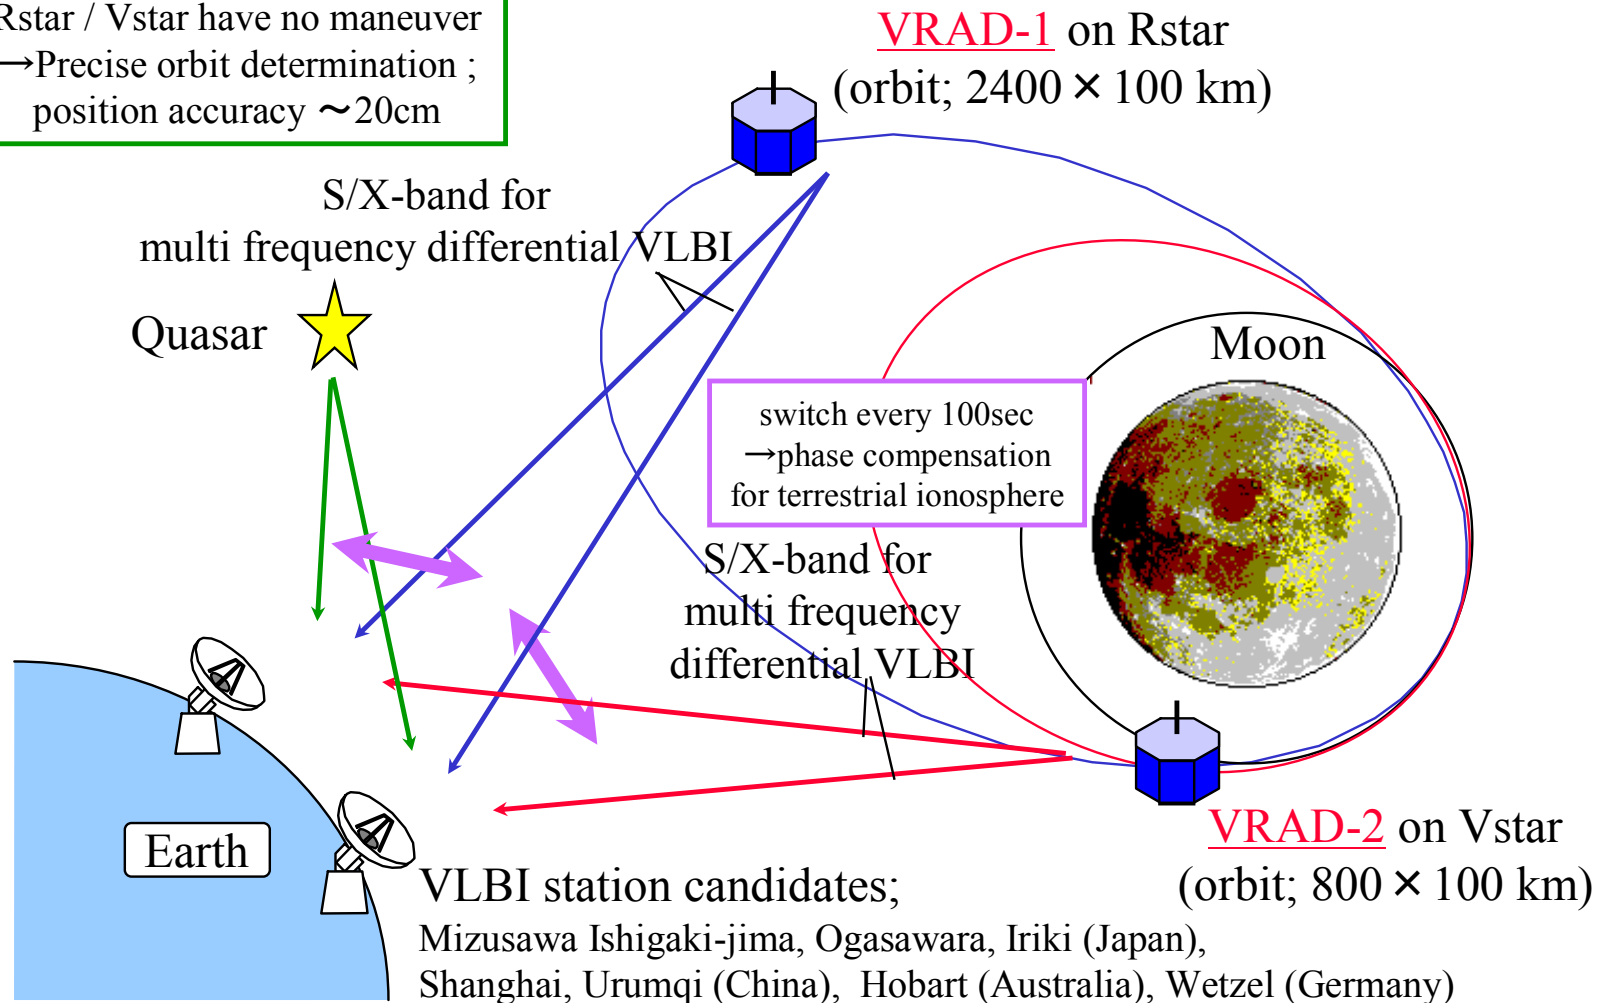 Rstar / Vstar have no maneuver
→Precise orbit determination ;
position accuracy ～20cm
VRAD-1 on Rstar
(orbit; 2400 × 100 km)
S/X-band for
multi frequency differential VLBI
Quasar
Moon
switch every 100sec
→phase compensation
for terrestrial ionosphere
S/X-band for
multi frequency
differential VLBI
Earth
VRAD-2 on Vstar
(orbit; 800 × 100 km)
VLBI station candidates;
Mizusawa Ishigaki-jima, Ogasawara, Iriki (Japan),
Shanghai, Urumqi (China), Hobart (Australia), Wetzel (Germany)